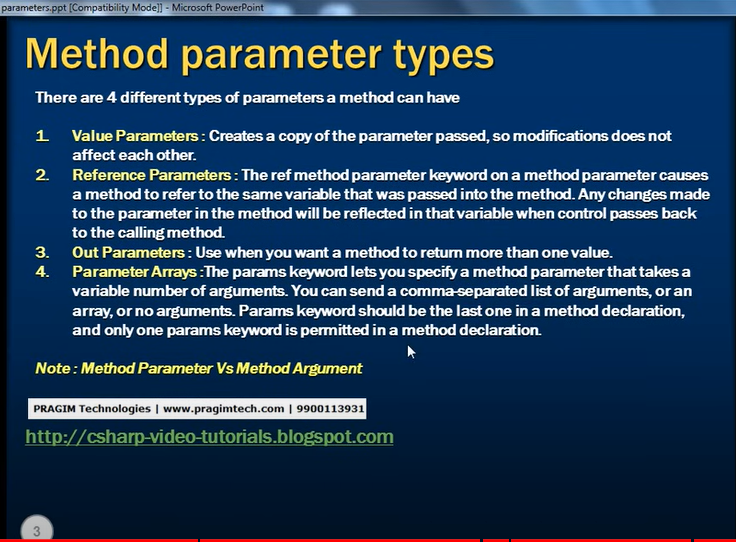 parameters.ppt [Compatibility Mode]] - Microsoft PowerPoint
Method parameter types
There are 4 different types of parameters a method can have
1. Value Parameters : Creates a copy of the parameter passed, so modifications does not
affect each other.
2. Reference Parameters : The ref method parameter keyword on a method parameter causes
a method to refer to the same variable that was passed into the method. Any changes made
to the parameter in the method will be reflected in that variable when control passes back
to the calling method.
3. Out Parameters : Use when you want a method to return more than one value.
4. Parameter Arrays :The params keyword lets you specify a method parameter that takes a
variable number of arguments. You can send a comma-separated list of arguments, or an
array, or no arguments. Params keyword should be the last one in a method declaration,
and only one params keyword is permitted in a method declaration.
Note : Method Parameter Vs Method Argument
PRAGIM Technologies | www.pragimtech.com | 9900113931
http://csharp-video-tutorials.blogspot.com
3